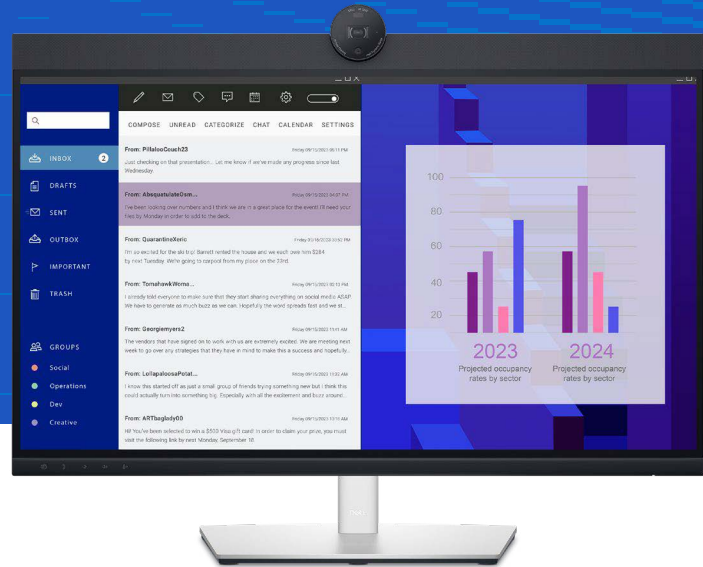 COMPOSE UNREAD CATEGORIZE CHAT CALENDAR SETTINGS
INBOX 2
DRAFTS
SENT
OUTBOX
IMPORTANT
TRASH
GROUPS
Social
Operations
Dev
Creative
From: PillalooCouch23
Just checking on that presentation... Let me know if we've made any progress since last
Wednesday
From: AbsquatulateOsm...
I've been looking over numbers and I think we are in a great place for the event! I'll need your
files by Monday in order to add to the deck.
From: QuarantineXeric
I'm so excited for the ski trip! Barrett rented the house and we each owe him $284
by next Tuesday. We're going to carpool from my place on the 23rd.
From: TomahawkWome...
I already told everyone to make sure that they start sharing everything on social media ASAP.
We have to generate as much buzz as we can. Hopefully the word spreads fast and we st...
From: Georgiemyers2
The vendors that have signed on to work with us are extremely excited. We are meeting next
week to go over any strategies that they have in mind to make this a success and hopefully..
From: LollapaloosaPotat...
I know this started off as just a small group of friends trying something new but I think this
could actually turn into something big. Especially with all the excitement and buzz around..
From: ARTbaglady00
Hi! You've been selected to win a $500 Visa gift card! In order to claim your prize, you must
visit the following link by next Monday, September 18.
100
80
60
40
20
2023
Projected occupancy
rates by sector
2024
Projected occupancy
rates by sector